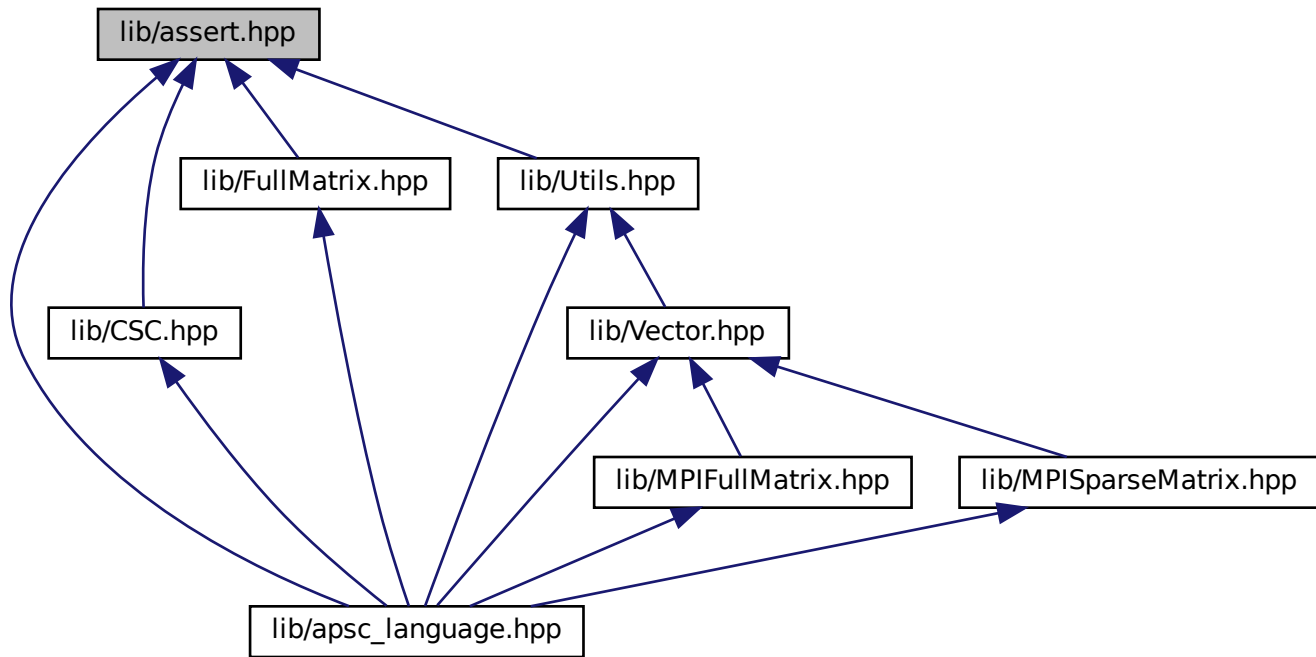 lib/assert.hpp
lib/FullMatrix.hpp
lib/Utils.hpp
lib/CSC.hpp
lib/Vector.hpp
lib/MPIFullMatrix.hpp
lib/MPISparseMatrix.hpp
lib/apsc_language.hpp